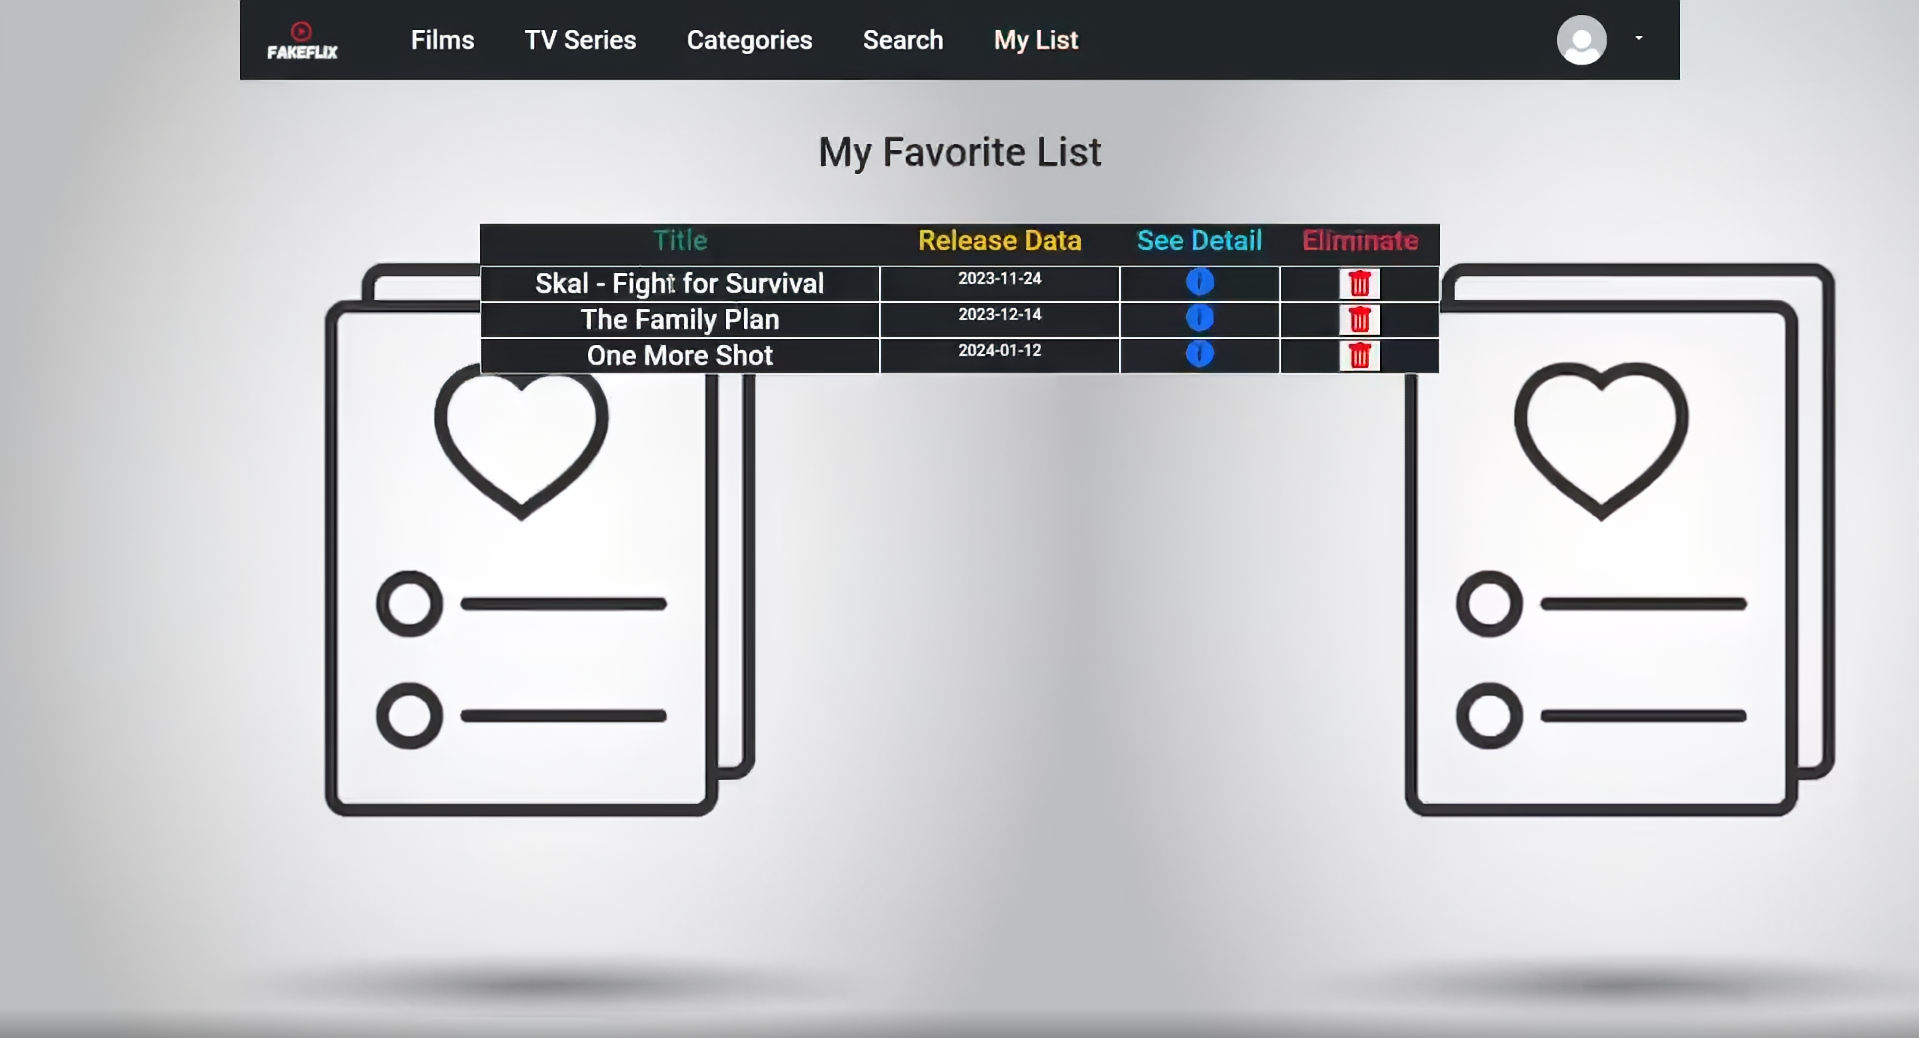 FAKEFLIX
Films TV Series Categories Search My List
My Favorite List
Title Release Data See Detail Eliminate
Skal - Fight for Survival 2023-11-24
The Family Plan 2023-12-14
One More Shot 2024-01-12